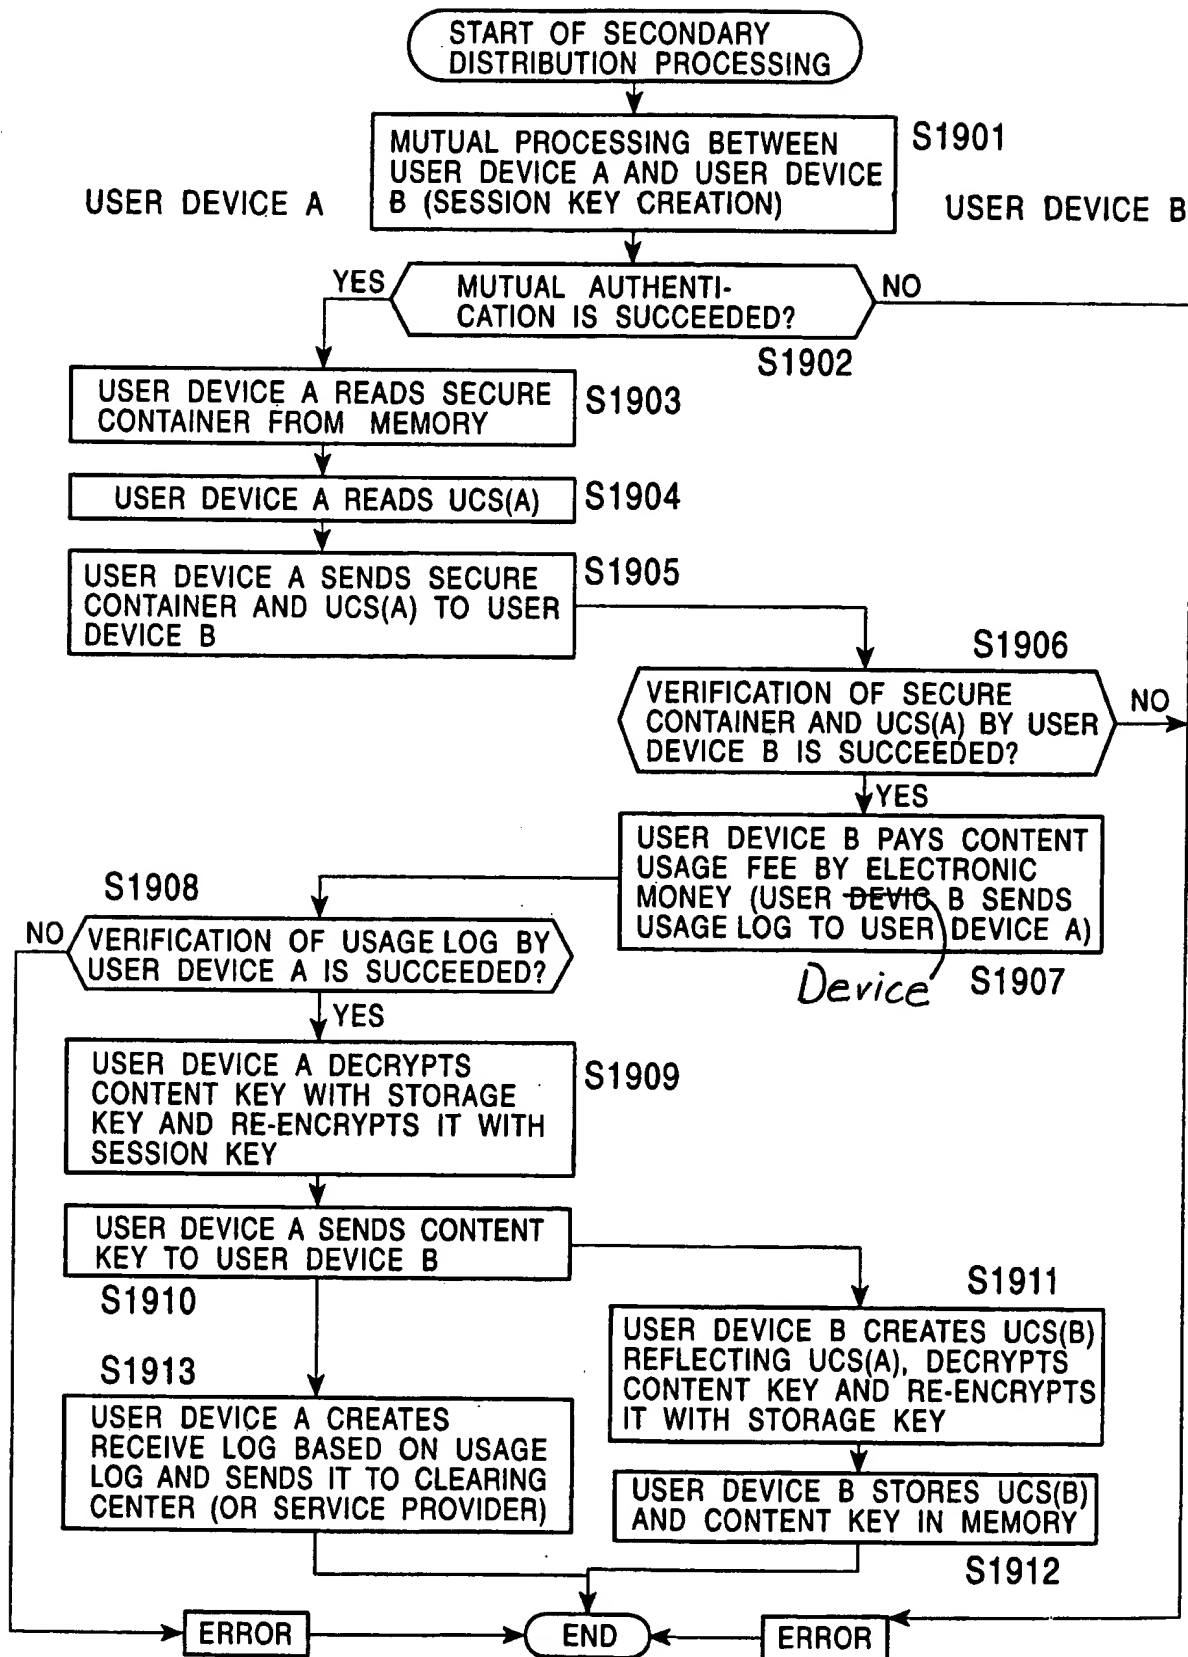 START OF SECONDARY
DISTRIBUTION PROCESSING
MUTUAL PROCESSING BETWEEN
USER DEVICE A AND USER DEVICE
B (SESSION KEY CREATION)
S1901
USER DEVICE A
USER DEVICE B
YES
MUTUAL AUTHENTI-
CATION IS SUCCEEDED?
NO
S1902
USER DEVICE A READS SECURE
CONTAINER FROM MEMORY
S1903
USER DEVICE A READS UCS(A)
S1904
USER DEVICE A SENDS SECURE
CONTAINER AND UCS(A) TO USER
DEVICE B
S1905
S1906
VERIFICATION OF SECURE
CONTAINER AND UCS(A) BY USER
DEVICE B IS SUCCEEDED?
NO
YES
USER DEVICE B PAYS CONTENT
USAGE FEE BY ELECTRONIC
MONEY (USER DEVIC B SENDS
USAGE LOG TO USER DEVICE A)
Device
S1907
S1908
NO
VERIFICATION OF USAGE LOG BY
USER DEVICE A IS SUCCEEDED?
YES
USER DEVICE A DECRYPTS
CONTENT KEY WITH STORAGE
KEY AND RE-ENCRYPTS IT WITH
SESSION KEY
S1909
USER DEVICE A SENDS CONTENT
KEY TO USER DEVICE B
S1910
S1911
USER DEVICE B CREATES UCS(B)
REFLECTING UCS(A), DECRYPTS
CONTENT KEY AND RE-ENCRYPTS
IT WITH STORAGE KEY
S1913
USER DEVICE A CREATES
RECEIVE LOG BASED ON USAGE
LOG AND SENDS IT TO CLEARING
CENTER (OR SERVICE PROVIDER)
USER DEVICE B STORES UCS(B)
AND CONTENT KEY IN MEMORY
S1912
ERROR
END
ERROR